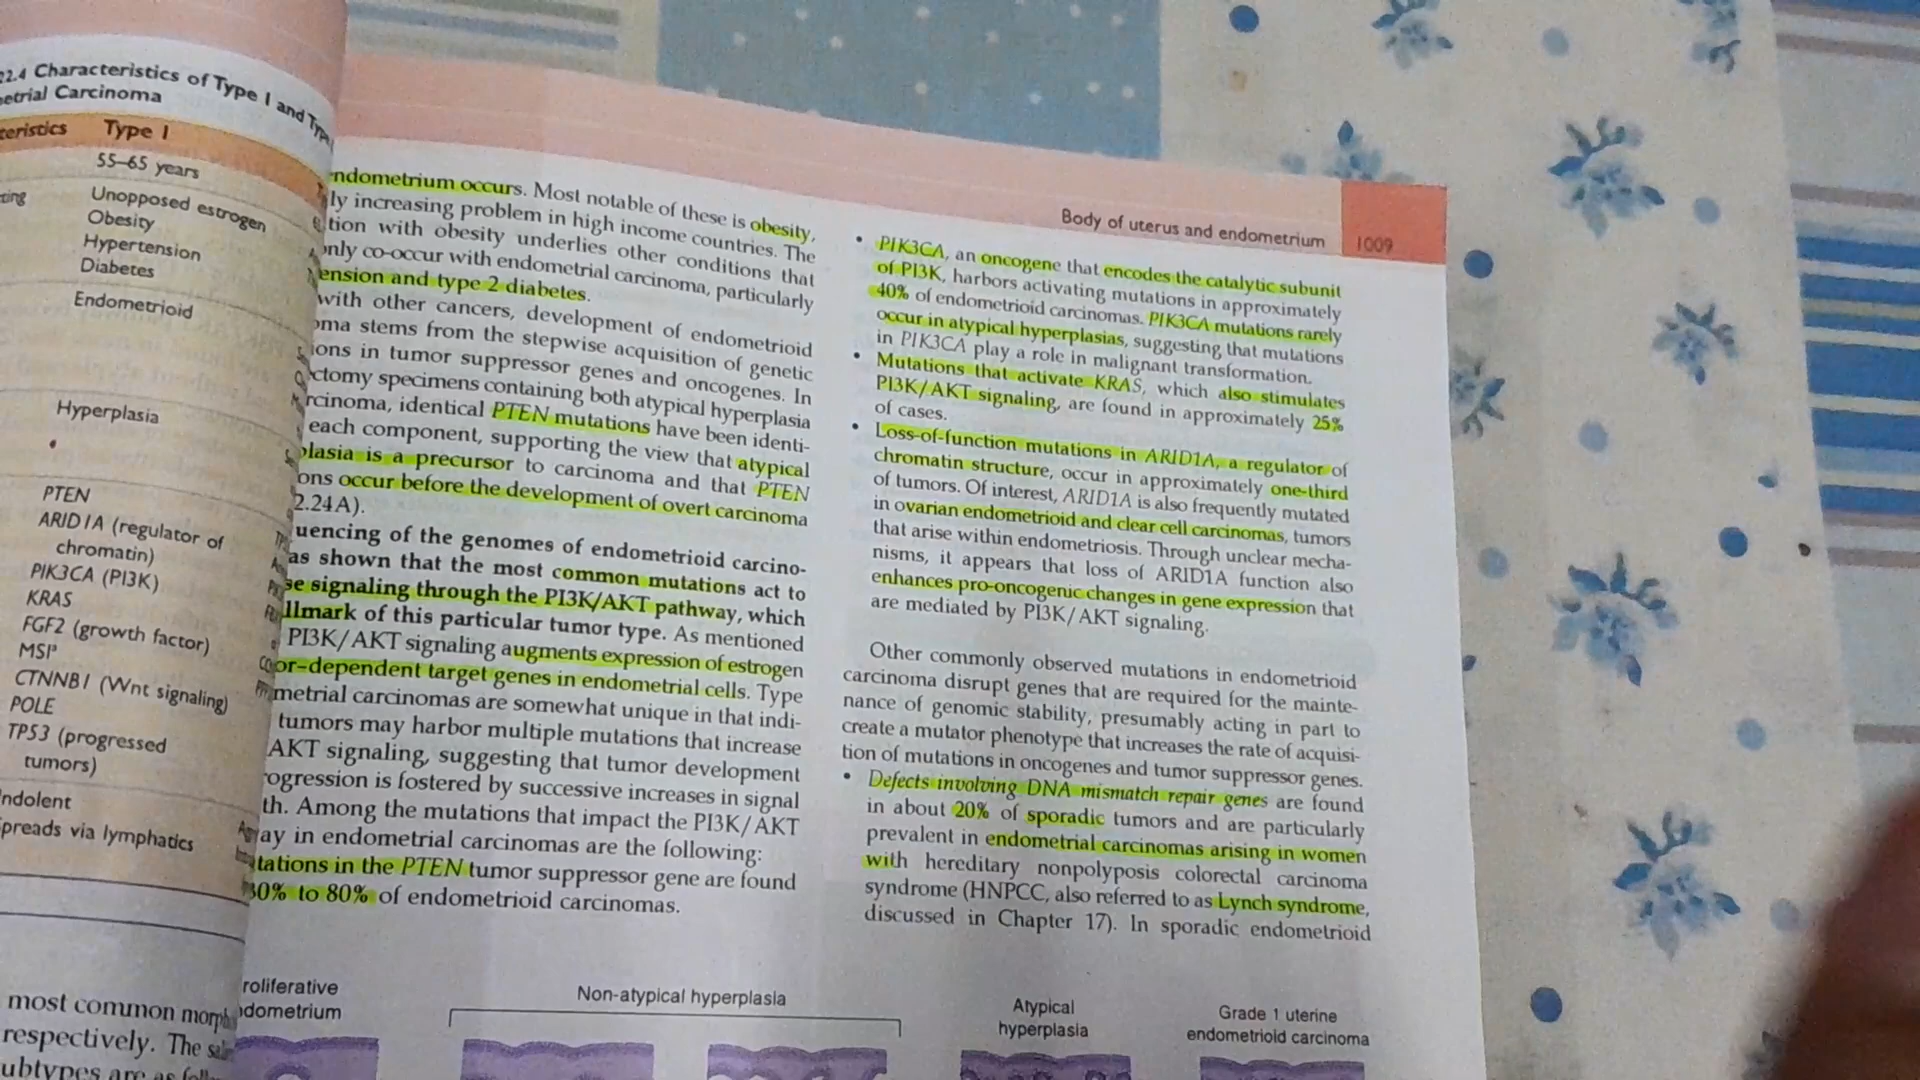 22.4 Characteristics of Type I and
etrial Carcinoma
teristics Type I
55–65 years
Unopposed estrogen
Obesity
Hypertension
Diabetes
Endometrioid
Hyperplasia
PTEN
ARID1A (regulator of
chromatin)
PIK3CA (PI3K)
KRAS
FGF2 (growth factor)
MSIᵃ
CTNNB1 (Wnt signaling)
POLE
TP53 (progressed
tumors)
Indolent
Spreads via lymphatics
most common
respectively. The
ubtypes are as
ndometrium occurs. Most notable of these is obesity,
ly increasing problem in high income countries. The
tion with obesity underlies other conditions that
only co-occur with endometrial carcinoma, particularly
ension and type 2 diabetes.
with other cancers, development of endometrioid
oma stems from the stepwise acquisition of genetic
ions in tumor suppressor genes and oncogenes. In
ectomy specimens containing both atypical hyperplasia
rcinoma, identical PTEN mutations have been identi-
each component, supporting the view that atypical
plasia is a precursor to carcinoma and that PTEN
ons occur before the development of overt carcinoma
2.24A).
uencing of the genomes of endometrioid carcino-
as shown that the most common mutations act to
se signaling through the PI3K/AKT pathway, which
llmark of this particular tumor type. As mentioned
PI3K/AKT signaling augments expression of estrogen
or–dependent target genes in endometrial cells. Type
metrial carcinomas are somewhat unique in that indi-
tumors may harbor multiple mutations that increase
AKT signaling, suggesting that tumor development
rogression is fostered by successive increases in signal
th. Among the mutations that impact the PI3K/AKT
ay in endometrial carcinomas are the following:
tations in the PTEN tumor suppressor gene are found
30% to 80% of endometrioid carcinomas.
Body of uterus and endometrium 1009
• PIK3CA, an oncogene that encodes the catalytic subunit
of PI3K, harbors activating mutations in approximately
40% of endometrioid carcinomas. PIK3CA mutations rarely
occur in atypical hyperplasias, suggesting that mutations
in PIK3CA play a role in malignant transformation.
• Mutations that activate KRAS, which also stimulates
PI3K/AKT signaling, are found in approximately 25%
of cases.
• Loss-of-function mutations in ARID1A, a regulator of
chromatin structure, occur in approximately one-third
of tumors. Of interest, ARID1A is also frequently mutated
in ovarian endometrioid and clear cell carcinomas, tumors
that arise within endometriosis. Through unclear mecha-
nisms, it appears that loss of ARID1A function also
enhances pro-oncogenic changes in gene expression that
are mediated by PI3K/AKT signaling.
Other commonly observed mutations in endometrioid
carcinoma disrupt genes that are required for the mainte-
nance of genomic stability, presumably acting in part to
create a mutator phenotype that increases the rate of acquisi-
tion of mutations in oncogenes and tumor suppressor genes.
• Defects involving DNA mismatch repair genes are found
in about 20% of sporadic tumors and are particularly
prevalent in endometrial carcinomas arising in women
with hereditary nonpolyposis colorectal carcinoma
syndrome (HNPCC, also referred to as Lynch syndrome,
discussed in Chapter 17). In sporadic endometrioid
roliferative
dometrium
Non-atypical hyperplasia
Atypical
hyperplasia
Grade 1 uterine
endometrioid carcinoma